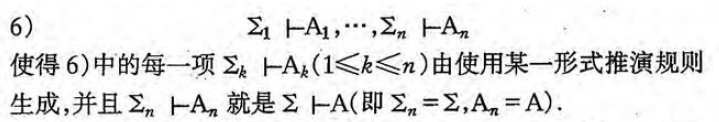 6) Σ₁ ⊢A₁,⋯,Σₙ ⊢Aₙ
使得6)中的每一项 Σₖ ⊢Aₖ(1≤k≤n)由使用某一形式推演规则
生成,并且 Σₙ ⊢Aₙ 就是 Σ ⊢A(即 Σₙ=Σ,Aₙ=A).